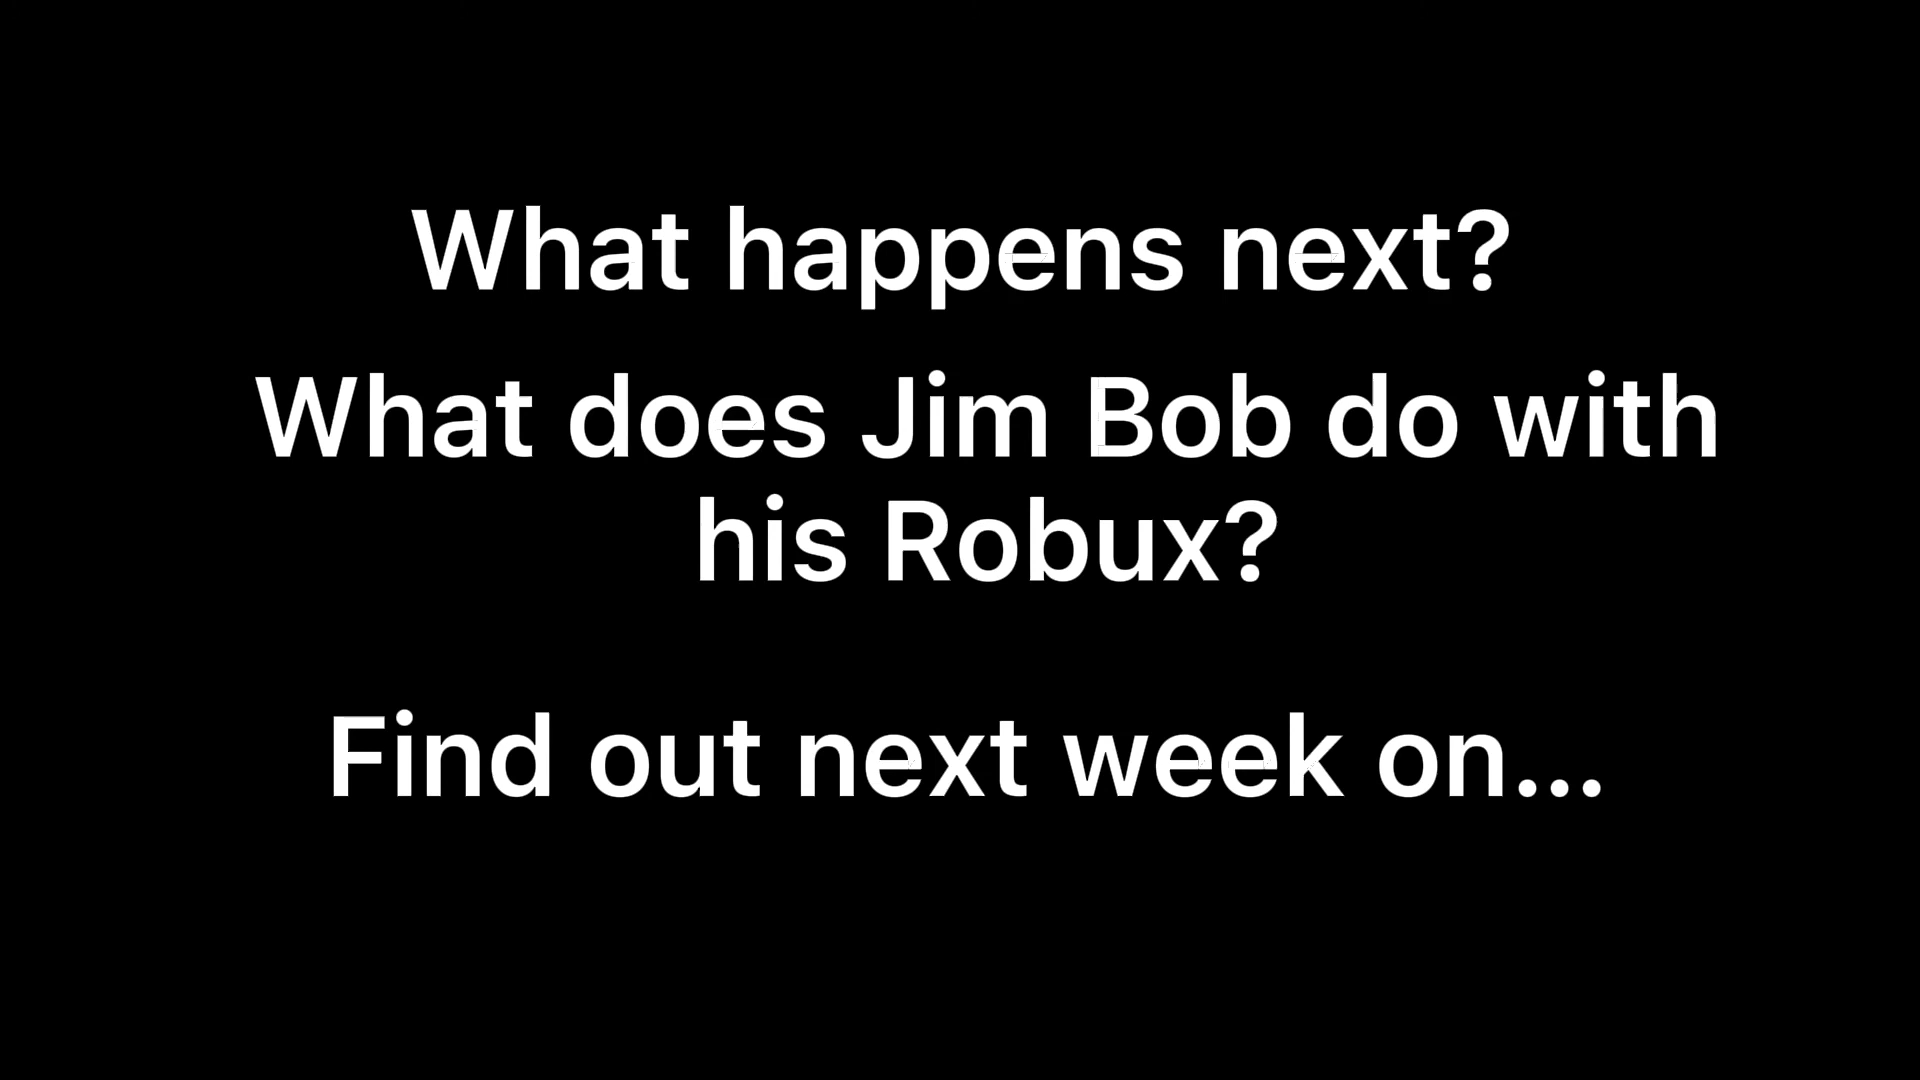 What happens next?
What does Jim Bob do with
his Robux?
Find out next week on...